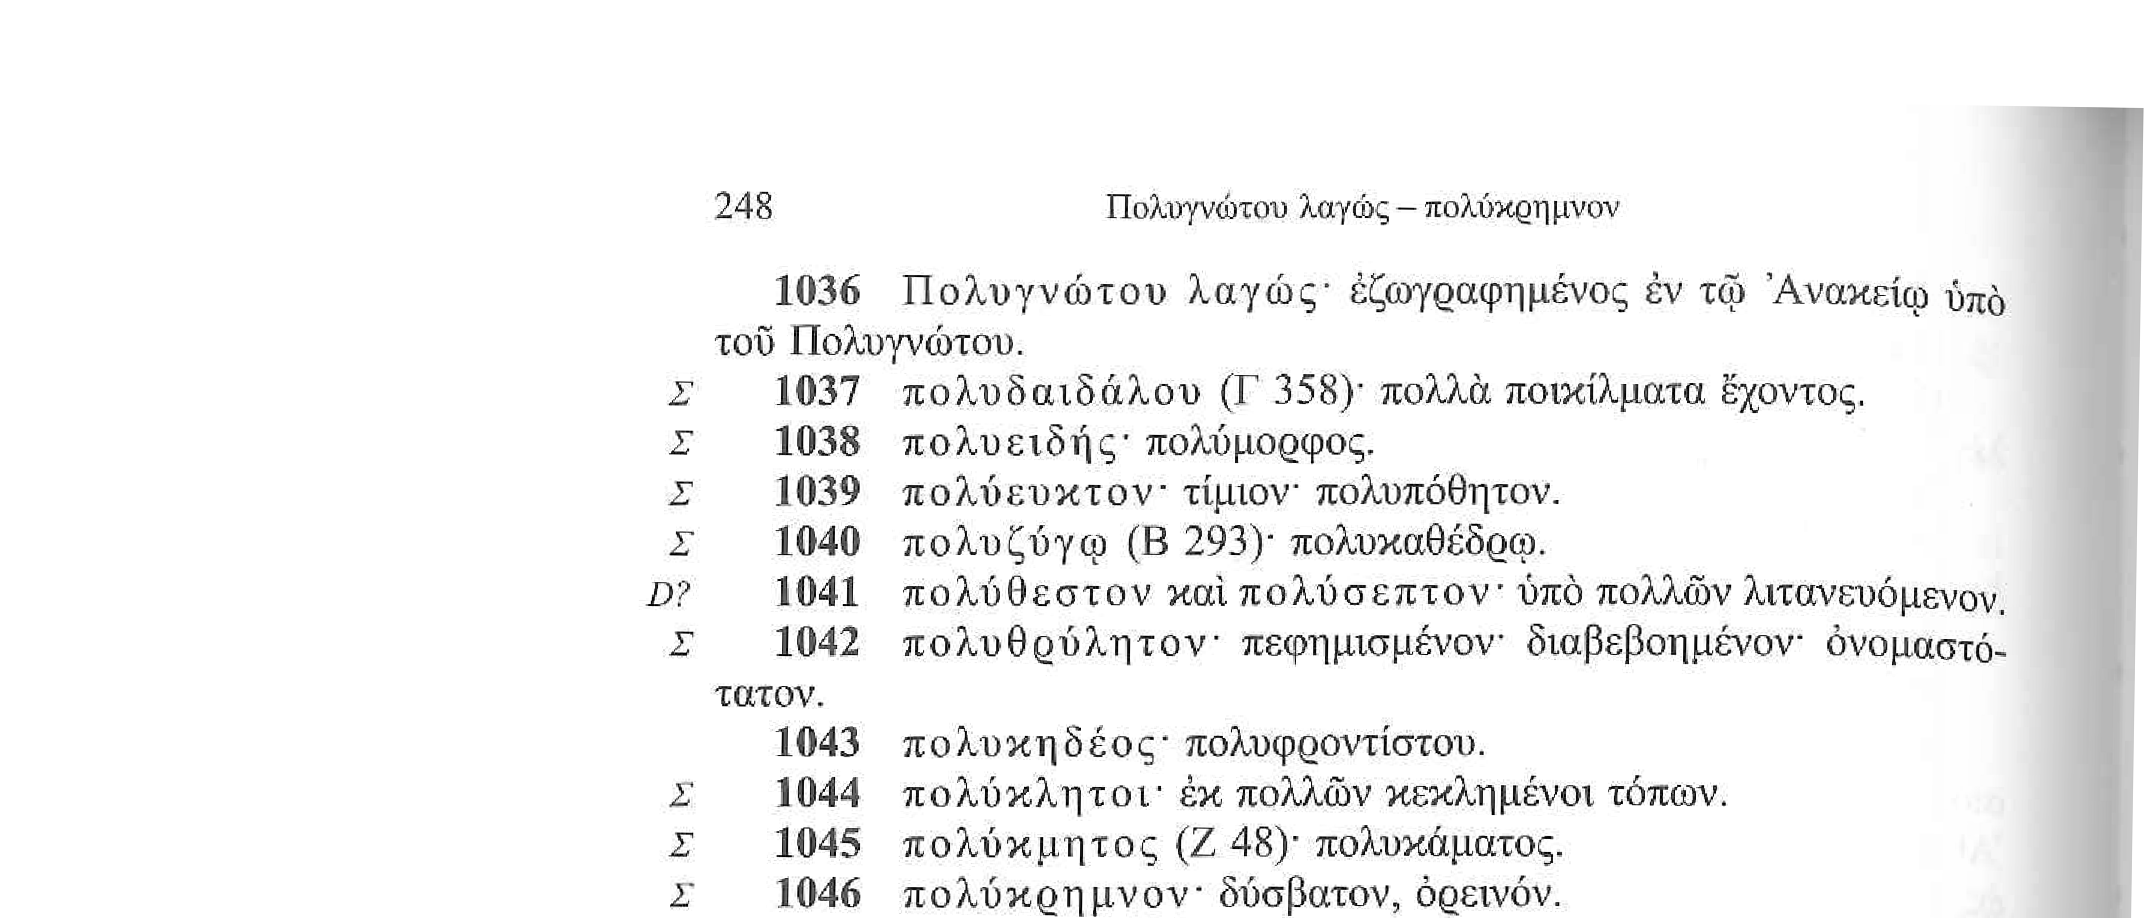 248 Πολυγνώτου λαγώς – πολύκρημνον
1036 Πολυγνώτου λαγώς· ἐζωγραφημένος ἐν τῷ Ἀνακείῳ ὑπὸ
τοῦ Πολυγνώτου.
Σ 1037 πολυδαιδάλου (Γ 358)· πολλὰ ποικίλματα ἔχοντος.
Σ 1038 πολυειδής· πολύμορφος.
Σ 1039 πολύευκτον· τίμιον· πολυπόθητον.
Σ 1040 πολυζύγῳ (Β 293)· πολυκαθέδρῳ.
D? 1041 πολύθεστον καὶ πολύσεπτον· ὑπὸ πολλῶν λιτανευόμενον.
Σ 1042 πολυθρύλητον· πεφημισμένον· διαβεβοημένον· ὀνομαστό-
τατον.
1043 πολυκηδέος· πολυφροντίστου.
Σ 1044 πολύκλητοι· ἐκ πολλῶν κεκλημένοι τόπων.
Σ 1045 πολύκμητος (Ζ 48)· πολυκάματος.
Σ 1046 πολύκρημνον· δύσβατον, ὀρεινόν.